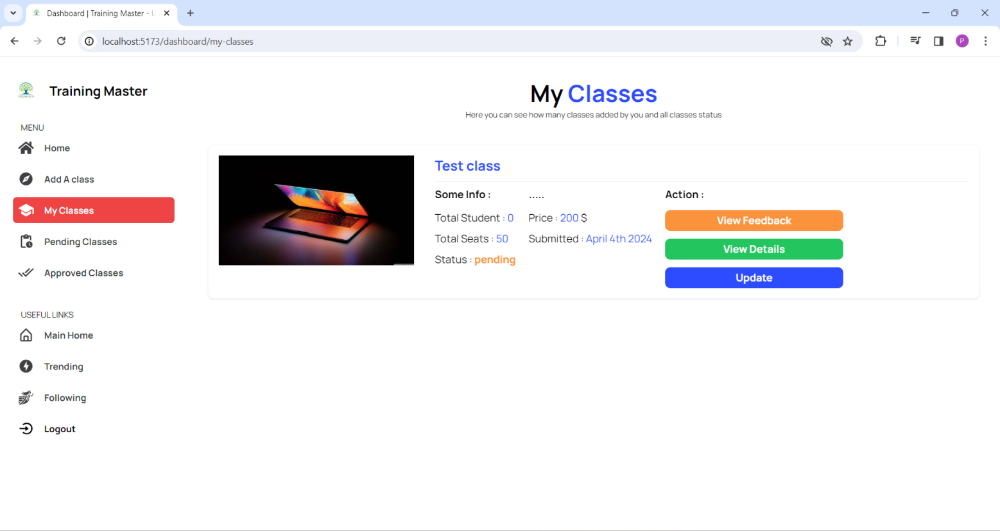 Dashboard | Training Master - U
localhost:5173/dashboard/my-classes
P
Training Master
MENU
Home
Add A class
My Classes
Pending Classes
Approved Classes
USEFUL LINKS
Main Home
Trending
Following
Logout
My Classes
Here you can see how many classes added by you and all classes status
Test class
Some Info : ..... Action :
Total Student : 0 Price : 200 $
Total Seats : 50 Submitted : April 4th 2024
Status : pending
View Feedback
View Details
Update